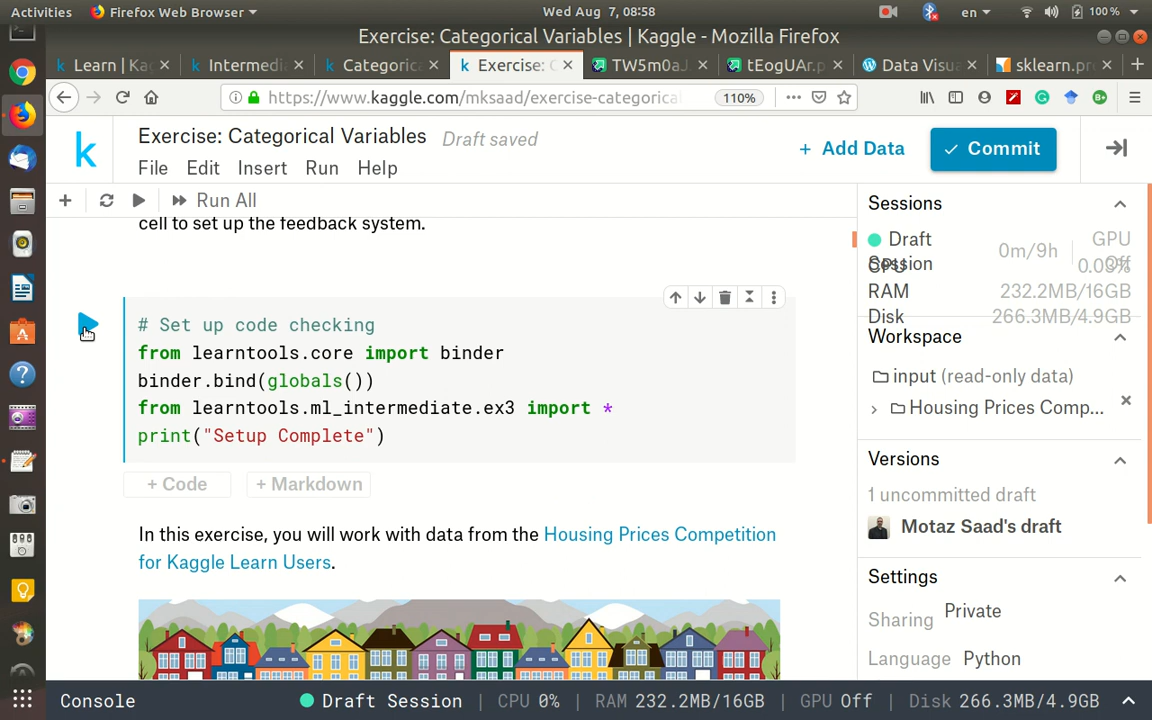 Activities Firefox Web Browser Wed Aug 7, 08:58 en 100 %
Exercise: Categorical Variables | Kaggle - Mozilla Firefox
k Learn | Ka k Intermedi k Categoric k Exercise: C TW5m0aJ tEogUAr.p Data Visua sklearn.pr
https://www.kaggle.com/mksaad/exercise-categorica 110%
k Exercise: Categorical Variables Draft saved
File Edit Insert Run Help
+ Add Data Commit
Run All
cell to set up the feedback system.
# Set up code checking
from learntools.core import binder
binder.bind(globals())
from learntools.ml_intermediate.ex3 import *
print("Setup Complete")
+ Code + Markdown
In this exercise, you will work with data from the Housing Prices Competition
for Kaggle Learn Users.
Sessions
Draft Session 0m/9h GPU Off
CPU 0.03%
RAM 232.2MB/16GB
Disk 266.3MB/4.9GB
Workspace
input (read-only data)
Housing Prices Comp...
Versions
1 uncommitted draft
Motaz Saad's draft
Settings
Sharing Private
Language Python
Console Draft Session | CPU 0% | RAM 232.2MB/16GB | GPU Off | Disk 266.3MB/4.9GB